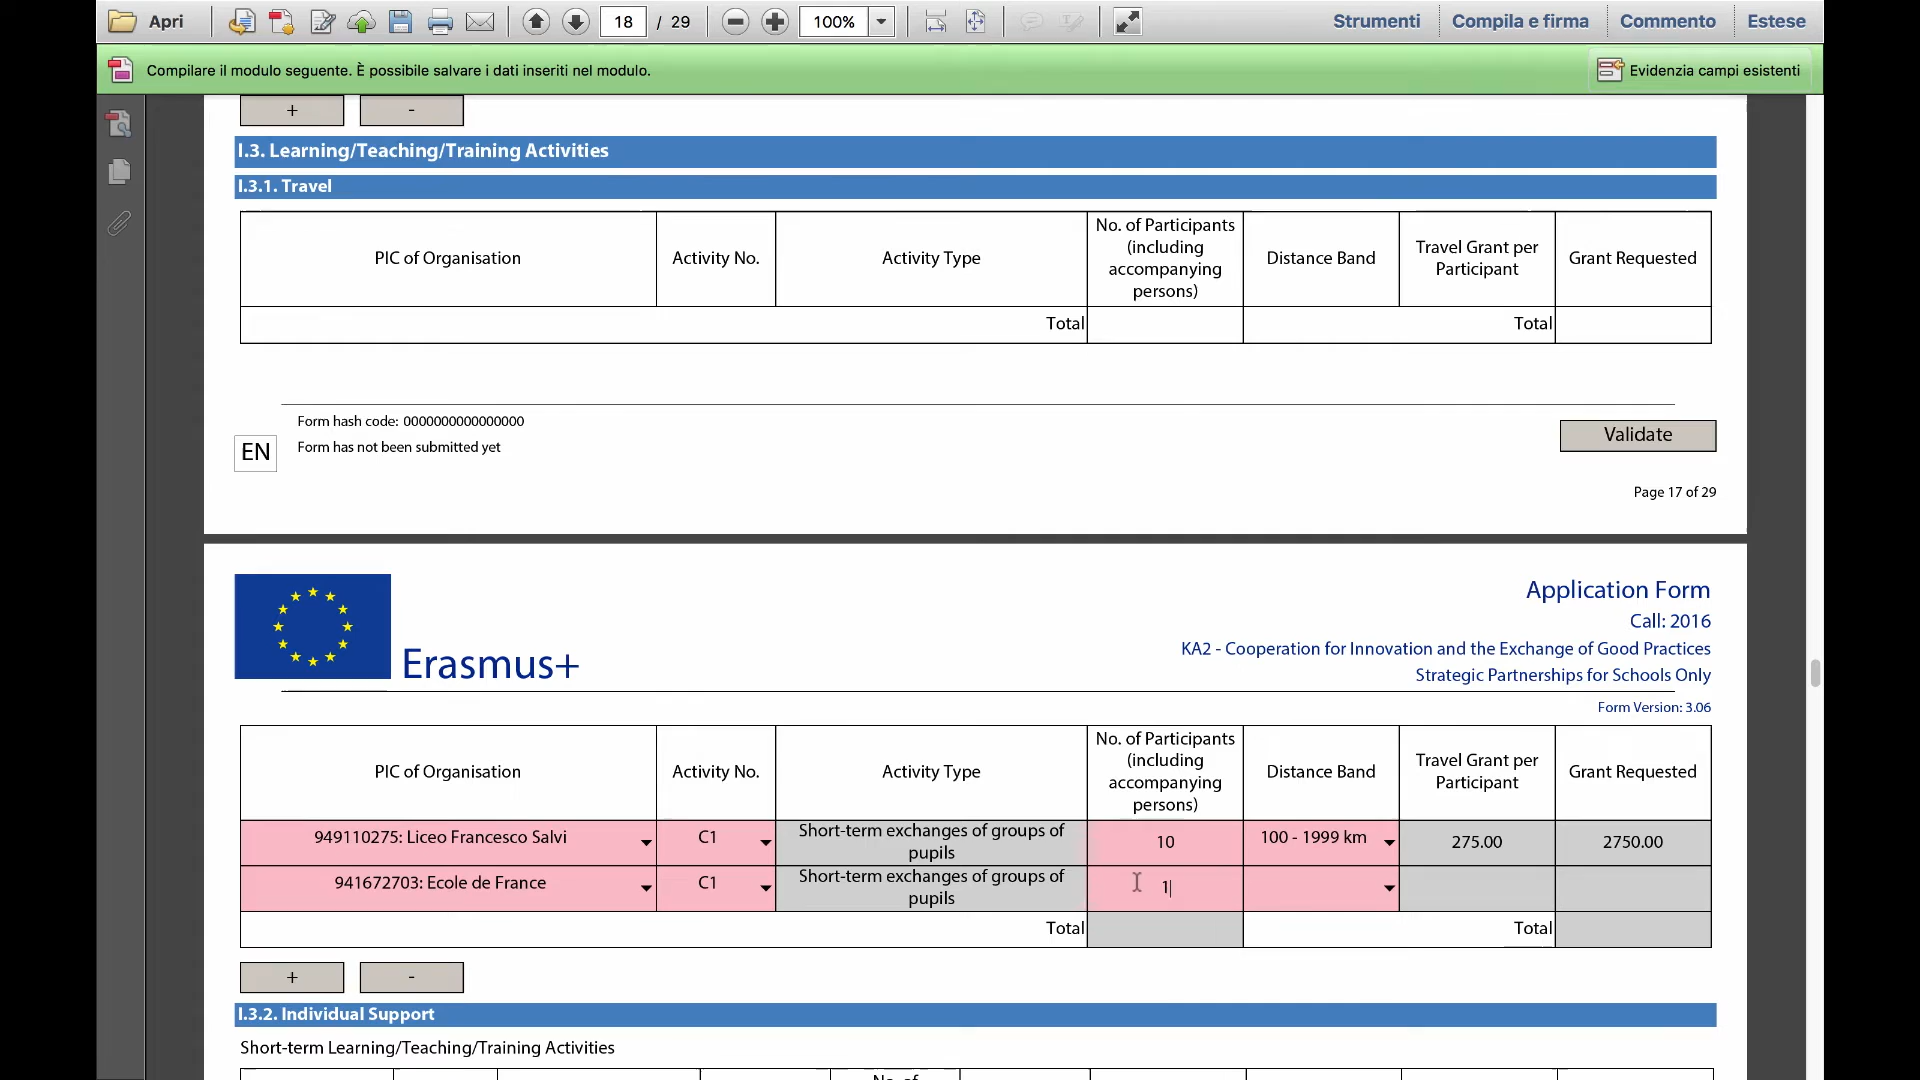 Apri
18 / 29
100%
Strumenti
Compila e firma
Commento
Estese
Compilare il modulo seguente. È possibile salvare i dati inseriti nel modulo.
Evidenzia campi esistenti
+ -
I.3. Learning/Teaching/Training Activities
I.3.1. Travel
PIC of Organisation
Activity No.
Activity Type
No. of Participants
(including
accompanying
persons)
Distance Band
Travel Grant per
Participant
Grant Requested
Total
Total
Form hash code: 0000000000000000
EN
Form has not been submitted yet
Validate
Page 17 of 29
Erasmus+
Application Form
Call: 2016
KA2 - Cooperation for Innovation and the Exchange of Good Practices
Strategic Partnerships for Schools Only
Form Version: 3.06
PIC of Organisation
Activity No.
Activity Type
No. of Participants
(including
accompanying
persons)
Distance Band
Travel Grant per
Participant
Grant Requested
949110275: Liceo Francesco Salvi
C1
Short-term exchanges of groups of
pupils
10
100 - 1999 km
275.00
2750.00
941672703: Ecole de France
C1
Short-term exchanges of groups of
pupils
1
Total
Total
+ -
I.3.2. Individual Support
Short-term Learning/Teaching/Training Activities
No. of